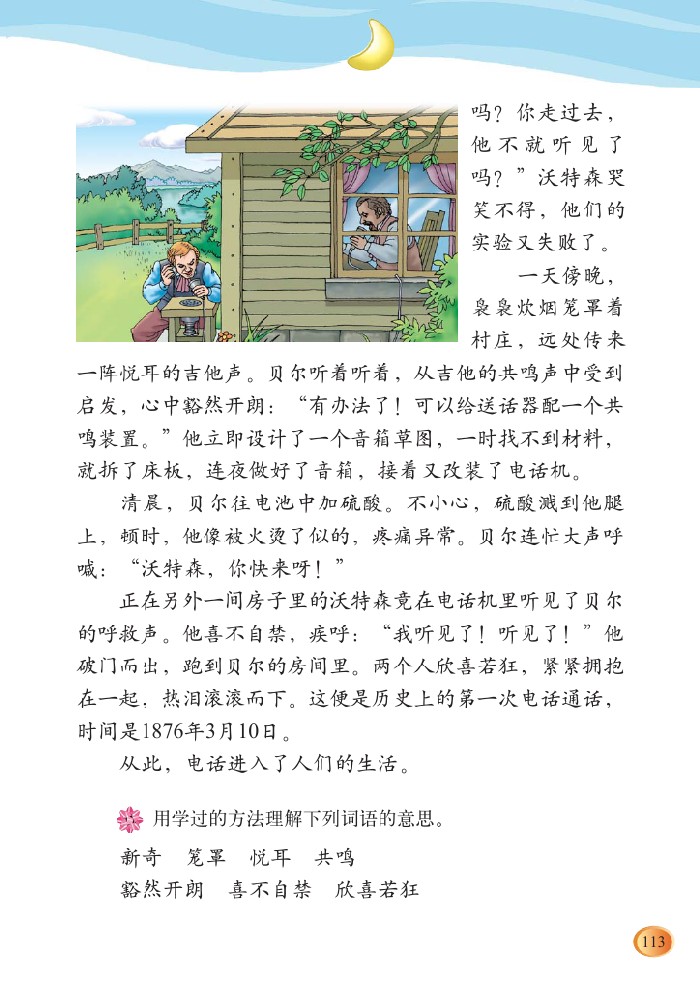 吗？你走过去，
他不就听见了
吗？”沃特森哭
笑不得，他们的
实验又失败了。
一天傍晚，
袅袅炊烟笼罩着
村庄，远处传来
一阵悦耳的吉他声。贝尔听着听着，从吉他的共鸣声中受到
启发，心中豁然开朗：“有办法了！可以给送话器配一个共
鸣装置。”他立即设计了一个音箱草图，一时找不到材料，
就拆了床板，连夜做好了音箱，接着又改装了电话机。
清晨，贝尔往电池中加硫酸。不小心，硫酸溅到他腿
上，顿时，他像被火烫了似的，疼痛异常。贝尔连忙大声呼
喊：“沃特森，你快来呀！”
正在另外一间房子里的沃特森竟在电话机里听见了贝尔
的呼救声。他喜不自禁，疾呼：“我听见了！听见了！”他
破门而出，跑到贝尔的房间里。两个人欣喜若狂，紧紧拥抱
在一起，热泪滚滚而下。这便是历史上的第一次电话通话，
时间是1876年3月10日。
从此，电话进入了人们的生活。
用学过的方法理解下列词语的意思。
新奇 笼罩 悦耳 共鸣
豁然开朗 喜不自禁 欣喜若狂
113